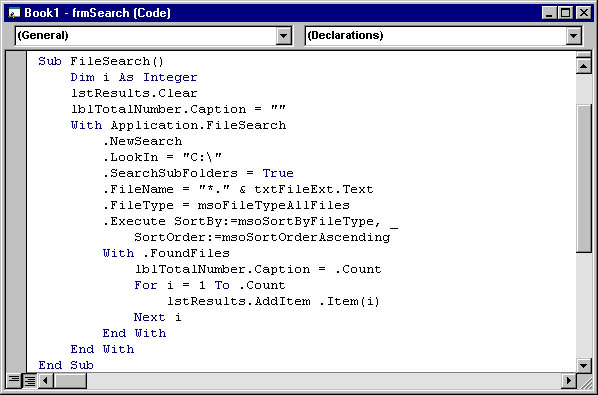 Book1 - frmSearch (Code)
(General) (Declarations)
Sub FileSearch()
    Dim i As Integer
    lstResults.Clear
    lblTotalNumber.Caption = ""
    With Application.FileSearch
        .NewSearch
        .LookIn = "C:\"
        .SearchSubFolders = True
        .FileName = "*." & txtFileExt.Text
        .FileType = msoFileTypeAllFiles
        .Execute SortBy:=msoSortByFileType, _
            SortOrder:=msoSortOrderAscending
        With .FoundFiles
            lblTotalNumber.Caption = .Count
            For i = 1 To .Count
                lstResults.AddItem .Item(i)
            Next i
        End With
    End With
End Sub